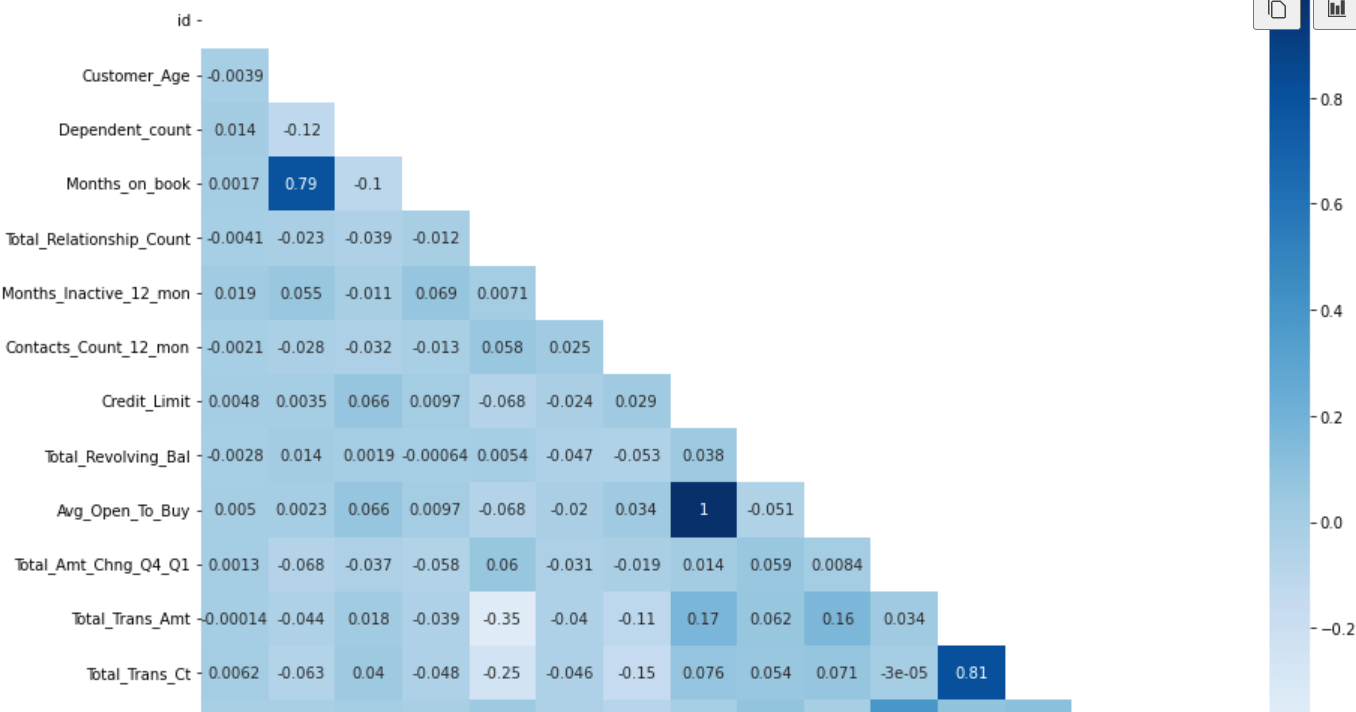 id
Customer_Age -0.0039
Dependent_count 0.014 -0.12
0.8
Months_on_book 0.0017 0.79 -0.1
0.6
Total_Relationship_Count -0.0041 -0.023 -0.039 -0.012
Months_Inactive_12_mon 0.019 0.055 -0.011 0.069 0.0071
0.4
Contacts_Count_12_mon -0.0021 -0.028 -0.032 -0.013 0.058 0.025
Credit_Limit 0.0048 0.0035 0.066 0.0097 -0.068 -0.024 0.029
0.2
Total_Revolving_Bal -0.0028 0.014 0.0019 -0.00064 0.0054 -0.047 -0.053 0.038
Avg_Open_To_Buy 0.005 0.0023 0.066 0.0097 -0.068 -0.02 0.034 1 -0.051
0.0
Total_Amt_Chng_Q4_Q1 0.0013 -0.068 -0.037 -0.058 0.06 -0.031 -0.019 0.014 0.059 0.0084
Total_Trans_Amt -0.00014 -0.044 0.018 -0.039 -0.35 -0.04 -0.11 0.17 0.062 0.16 0.034
−0.2
Total_Trans_Ct 0.0062 -0.063 0.04 -0.048 -0.25 -0.046 -0.15 0.076 0.054 0.071 -3e-05 0.81